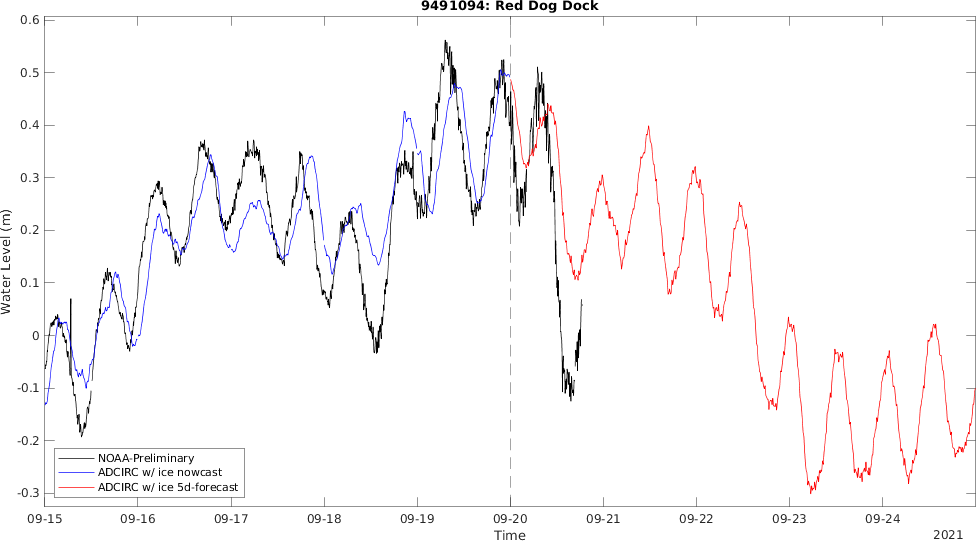 9491094: Red Dog Dock
0.6
0.5
0.4
0.3
0.2
0.1
0
-0.1
-0.2
-0.3
Water Level (m)
NOAA-Preliminary
ADCIRC w/ ice nowcast
ADCIRC w/ ice 5d-forecast
09-15 09-16 09-17 09-18 09-19 09-20 09-21 09-22 09-23 09-24
Time
2021